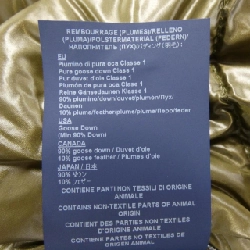 REMBOURRAGE (PLUMES)/RELLENO
(PLUMA)/POLSTERMATERIAL (FEDERN)/
EU
Piumino di pura oca Classe 1
Pure goose down Classe 1
Pur duvet d'oie Classe 1
Plumón de pura oca Clase 1
Reine Gänsedaunen Klasse 1
90% piumino/down/duvet/plumón/
Daunen
10% piume/feather/plume/pluma/
USA
Goose Down
(Min 80% Down)
CANADA
90% goose down / Duvet d'oie
10% goose feather / Plumes d'oie
JAPAN / 日本
90% ダウン
10% フェザー
CONTIENE PARTI NON TESSILI DI ORIGINE
ANIMALE
CONTAINS NON-TEXTILE PARTS OF ANIMAL
ORIGIN
CONTIENT DES PARTIES NON TEXTILES
D'ORIGINE ANIMALE
CONTIENE PARTES NO TEXTILES DE
ORIGEN ANIMAL